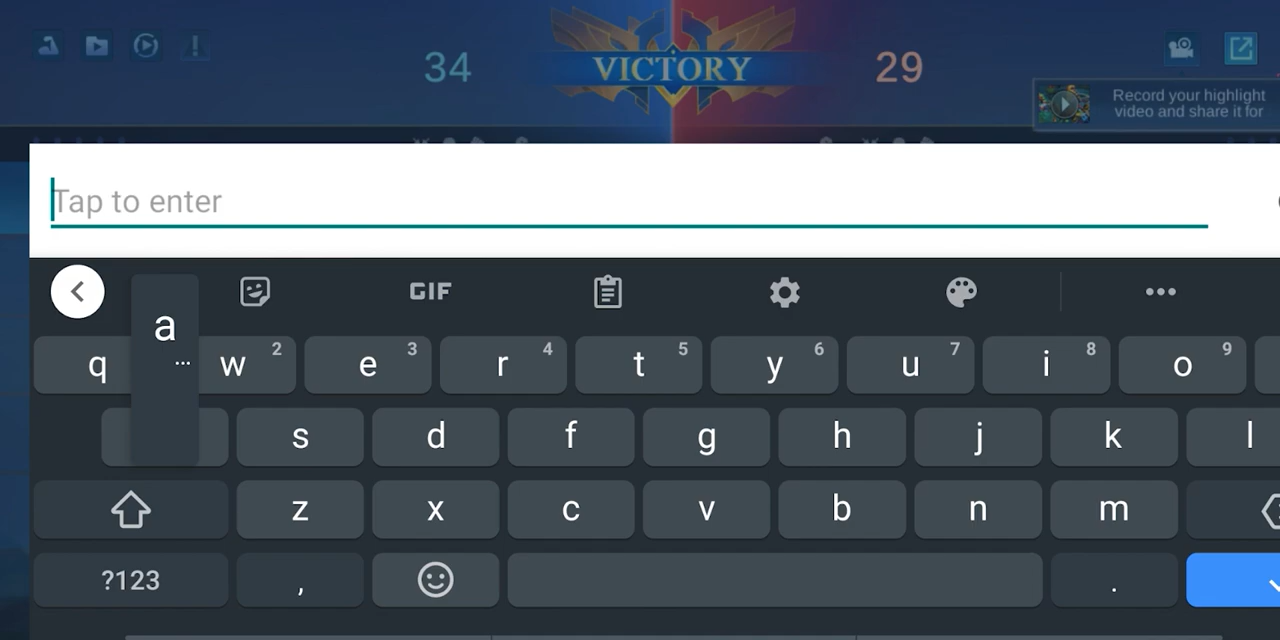 34 VICTORY 29
Record your highlight
video and share it for
Tap to enter
GIF
a
...
q w 2 e 3 r 4 t 5 y 6 u 7 i 8 o 9
s d f g h j k l
z x c v b n m
?123 , .